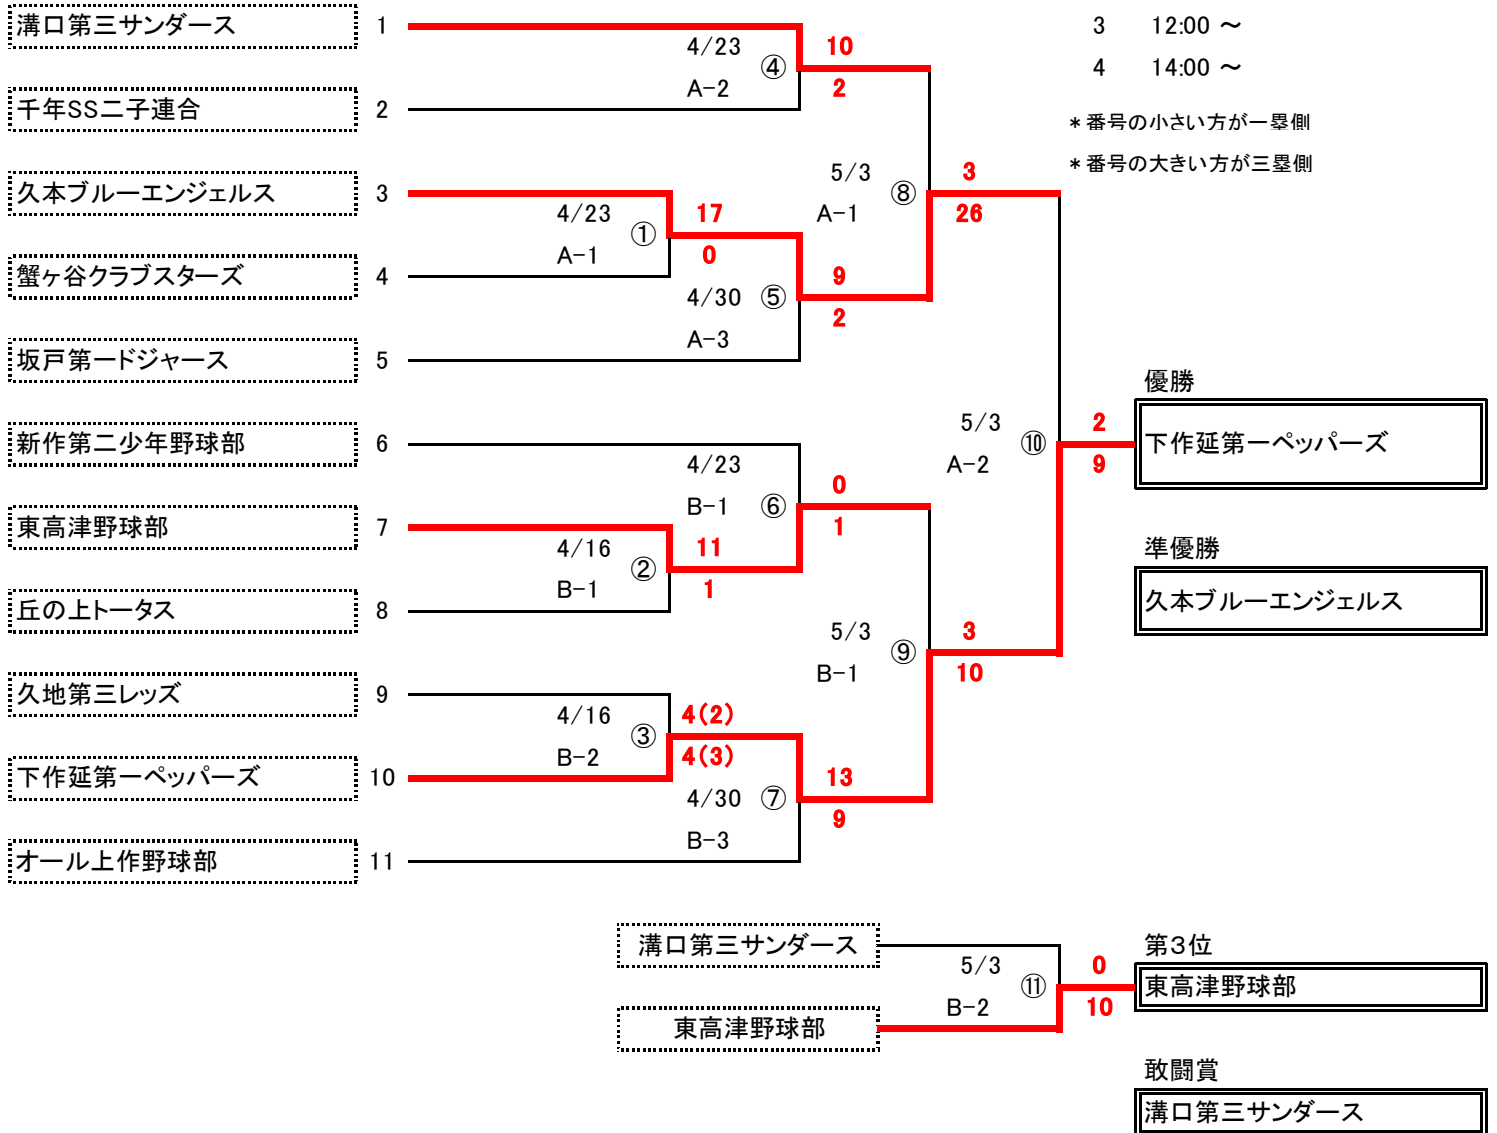 溝口第三サンダース 1
4/23 ④ 10
A-2 2
千年SS二子連合 2
3 12:00 ～
4 14:00 ～
＊番号の小さい方が一塁側
＊番号の大きい方が三塁側
久本ブルーエンジェルス 3
4/23 ① 17
A-1 0
蟹ヶ谷クラブスターズ 4
5/3 ⑧ 3
A-1 26
4/30 ⑤ 9
A-3 2
坂戸第一ドジャース 5
新作第二少年野球部 6
4/23 0
B-1 ⑥ 1
東高津野球部 7
4/16 ② 11
B-1 1
丘の上トータス 8
5/3 ⑩ 2
A-2 9
優勝
下作延第一ペッパーズ
準優勝
久本ブルーエンジェルス
5/3 ⑨ 3
B-1 10
久地第三レッズ 9
4/16 ③ 4(2)
B-2 4(3)
下作延第一ペッパーズ 10
4/30 ⑦ 13
B-3 9
オール上作野球部 11
溝口第三サンダース
5/3 ⑪ 0
B-2 10
東高津野球部
第3位
東高津野球部
敢闘賞
溝口第三サンダース